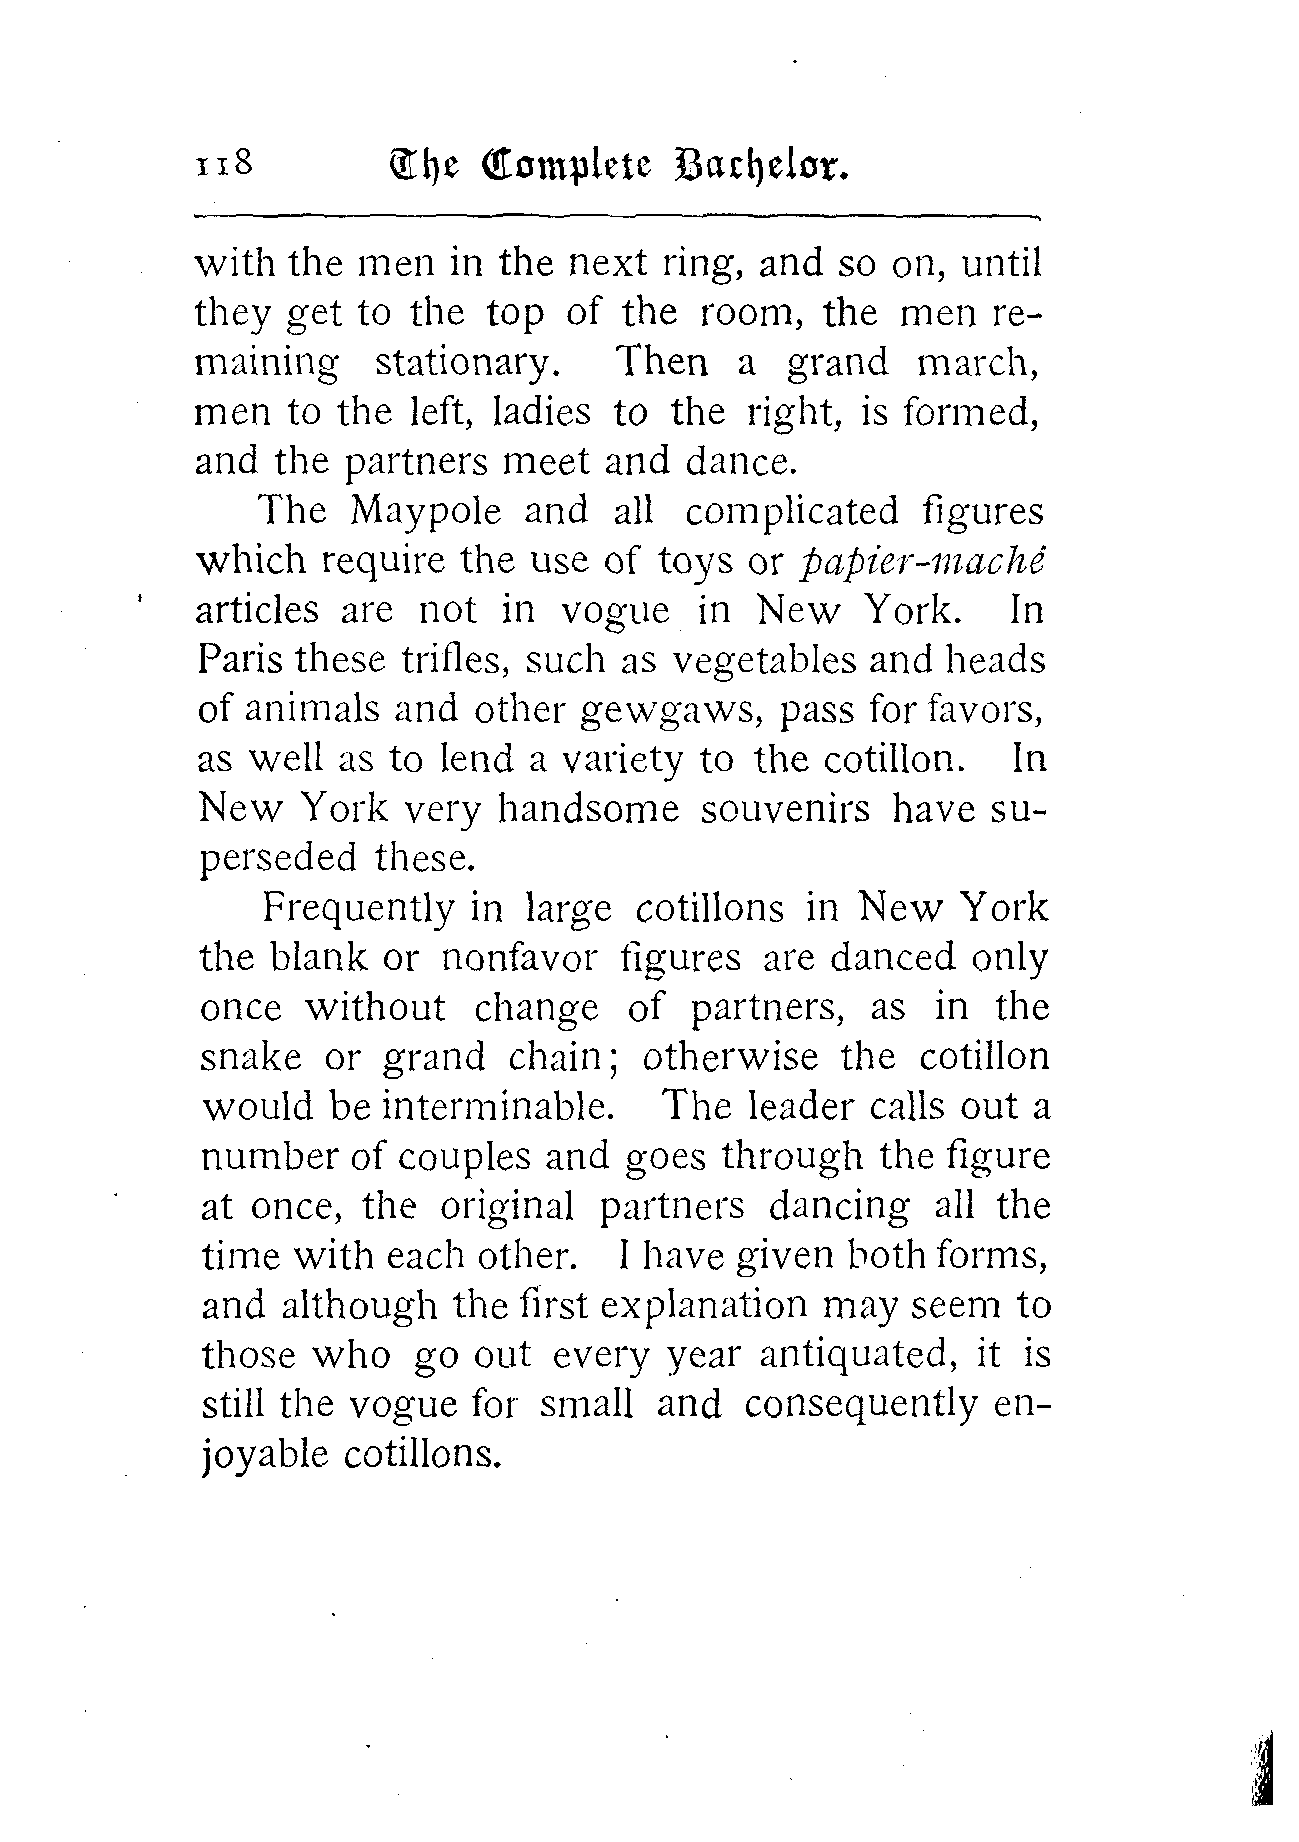 118 The Complete Bachelor.
with the men in the next ring, and so on, until
they get to the top of the room, the men re-
maining stationary. Then a grand march,
men to the left, ladies to the right, is formed,
and the partners meet and dance.
The Maypole and all complicated figures
which require the use of toys or papier-maché
articles are not in vogue in New York. In
Paris these trifles, such as vegetables and heads
of animals and other gewgaws, pass for favors,
as well as to lend a variety to the cotillon. In
New York very handsome souvenirs have su-
perseded these.
Frequently in large cotillons in New York
the blank or nonfavor figures are danced only
once without change of partners, as in the
snake or grand chain; otherwise the cotillon
would be interminable. The leader calls out a
number of couples and goes through the figure
at once, the original partners dancing all the
time with each other. I have given both forms,
and although the first explanation may seem to
those who go out every year antiquated, it is
still the vogue for small and consequently en-
joyable cotillons.